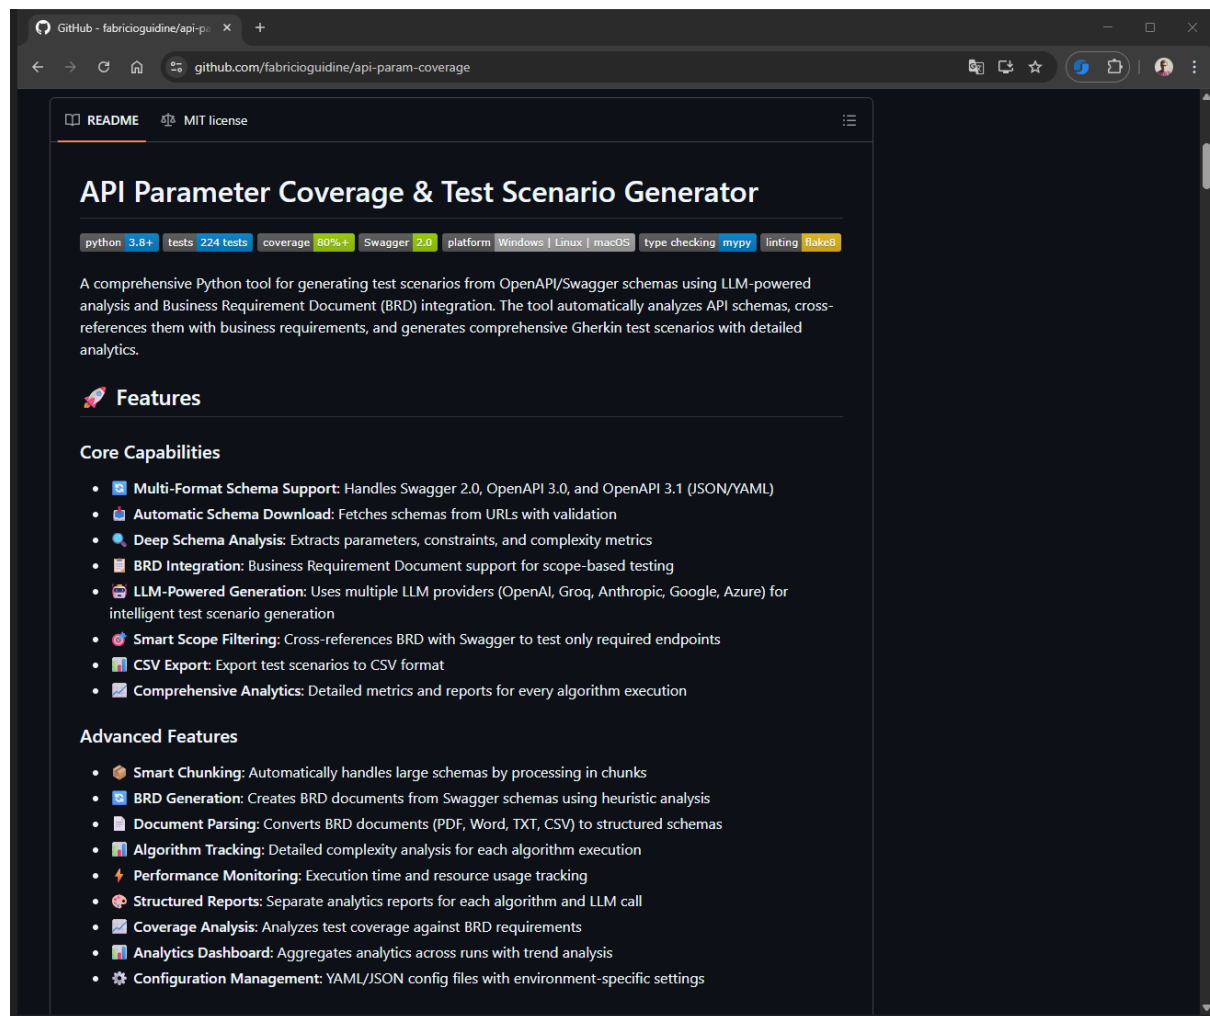 GitHub - fabricioguidine/api-pa
github.com/fabricioguidine/api-param-coverage
README
MIT license
API Parameter Coverage & Test Scenario Generator
python 3.8+ tests 224 tests coverage 80%+ Swagger 2.0 platform Windows | Linux | macOS type checking mypy linting flake8
A comprehensive Python tool for generating test scenarios from OpenAPI/Swagger schemas using LLM-powered
analysis and Business Requirement Document (BRD) integration. The tool automatically analyzes API schemas, cross-
references them with business requirements, and generates comprehensive Gherkin test scenarios with detailed
analytics.
🚀 Features
Core Capabilities
• 🔄 Multi-Format Schema Support: Handles Swagger 2.0, OpenAPI 3.0, and OpenAPI 3.1 (JSON/YAML)
• 📥 Automatic Schema Download: Fetches schemas from URLs with validation
• 🔍 Deep Schema Analysis: Extracts parameters, constraints, and complexity metrics
• 📋 BRD Integration: Business Requirement Document support for scope-based testing
• 🤖 LLM-Powered Generation: Uses multiple LLM providers (OpenAI, Groq, Anthropic, Google, Azure) for
intelligent test scenario generation
• 🎯 Smart Scope Filtering: Cross-references BRD with Swagger to test only required endpoints
• 📊 CSV Export: Export test scenarios to CSV format
• 📈 Comprehensive Analytics: Detailed metrics and reports for every algorithm execution
Advanced Features
• 📦 Smart Chunking: Automatically handles large schemas by processing in chunks
• 🔄 BRD Generation: Creates BRD documents from Swagger schemas using heuristic analysis
• 📄 Document Parsing: Converts BRD documents (PDF, Word, TXT, CSV) to structured schemas
• 📊 Algorithm Tracking: Detailed complexity analysis for each algorithm execution
• ⚡ Performance Monitoring: Execution time and resource usage tracking
• 🎨 Structured Reports: Separate analytics reports for each algorithm and LLM call
• 📈 Coverage Analysis: Analyzes test coverage against BRD requirements
• 📊 Analytics Dashboard: Aggregates analytics across runs with trend analysis
• ⚙️ Configuration Management: YAML/JSON config files with environment-specific settings